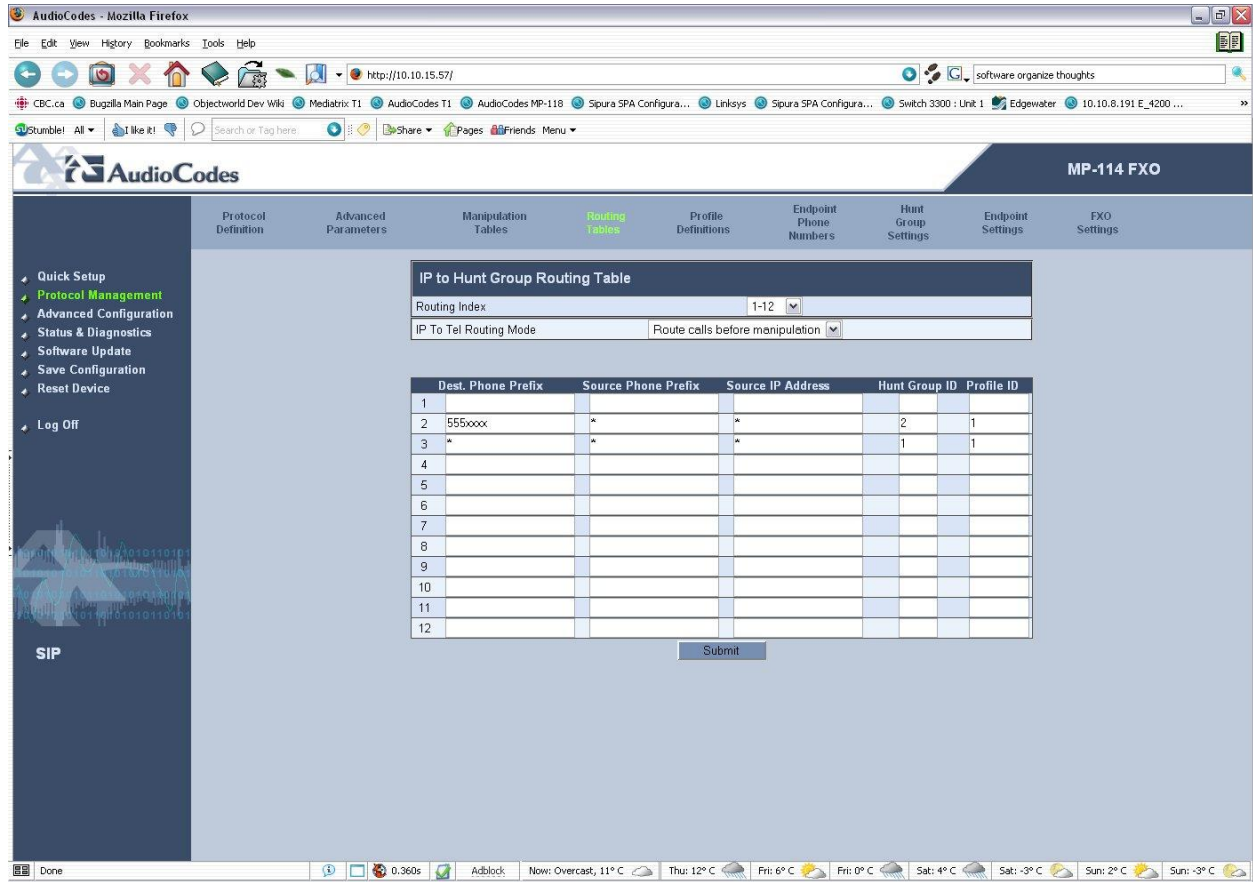 AudioCodes - Mozilla Firefox
File Edit View History Bookmarks Tools Help
http://10.10.15.57/ G software organize thoughts
CBC.ca Bugzilla Main Page Objectworld Dev Wiki Mediatrix T1 AudioCodes T1 AudioCodes MP-118 Sipura SPA Configura... Linksys Sipura SPA Configura... Switch 3300 : Unit 1 Edgewater 10.10.8.191 E_4200 ... »
Stumble! All I like it! Search or Tag here Share Pages Friends Menu
AudioCodes MP-114 FXO
Protocol Definition Advanced Parameters Manipulation Tables Routing Tables Profile Definitions Endpoint Phone Numbers Hunt Group Settings Endpoint Settings FXO Settings
Quick Setup
Protocol Management
Advanced Configuration
Status & Diagnostics
Software Update
Save Configuration
Reset Device
Log Off
SIP
IP to Hunt Group Routing Table
Routing Index 1-12
IP To Tel Routing Mode Route calls before manipulation
Dest. Phone Prefix Source Phone Prefix Source IP Address Hunt Group ID Profile ID
1
2 555xxxx * * 2 1
3 * * * 1 1
4
5
6
7
8
9
10
11
12
Submit
Done 0.360s Adblock Now: Overcast, 11° C Thu: 12° C Fri: 6° C Fri: 0° C Sat: 4° C Sat: -3° C Sun: 2° C Sun: -3° C